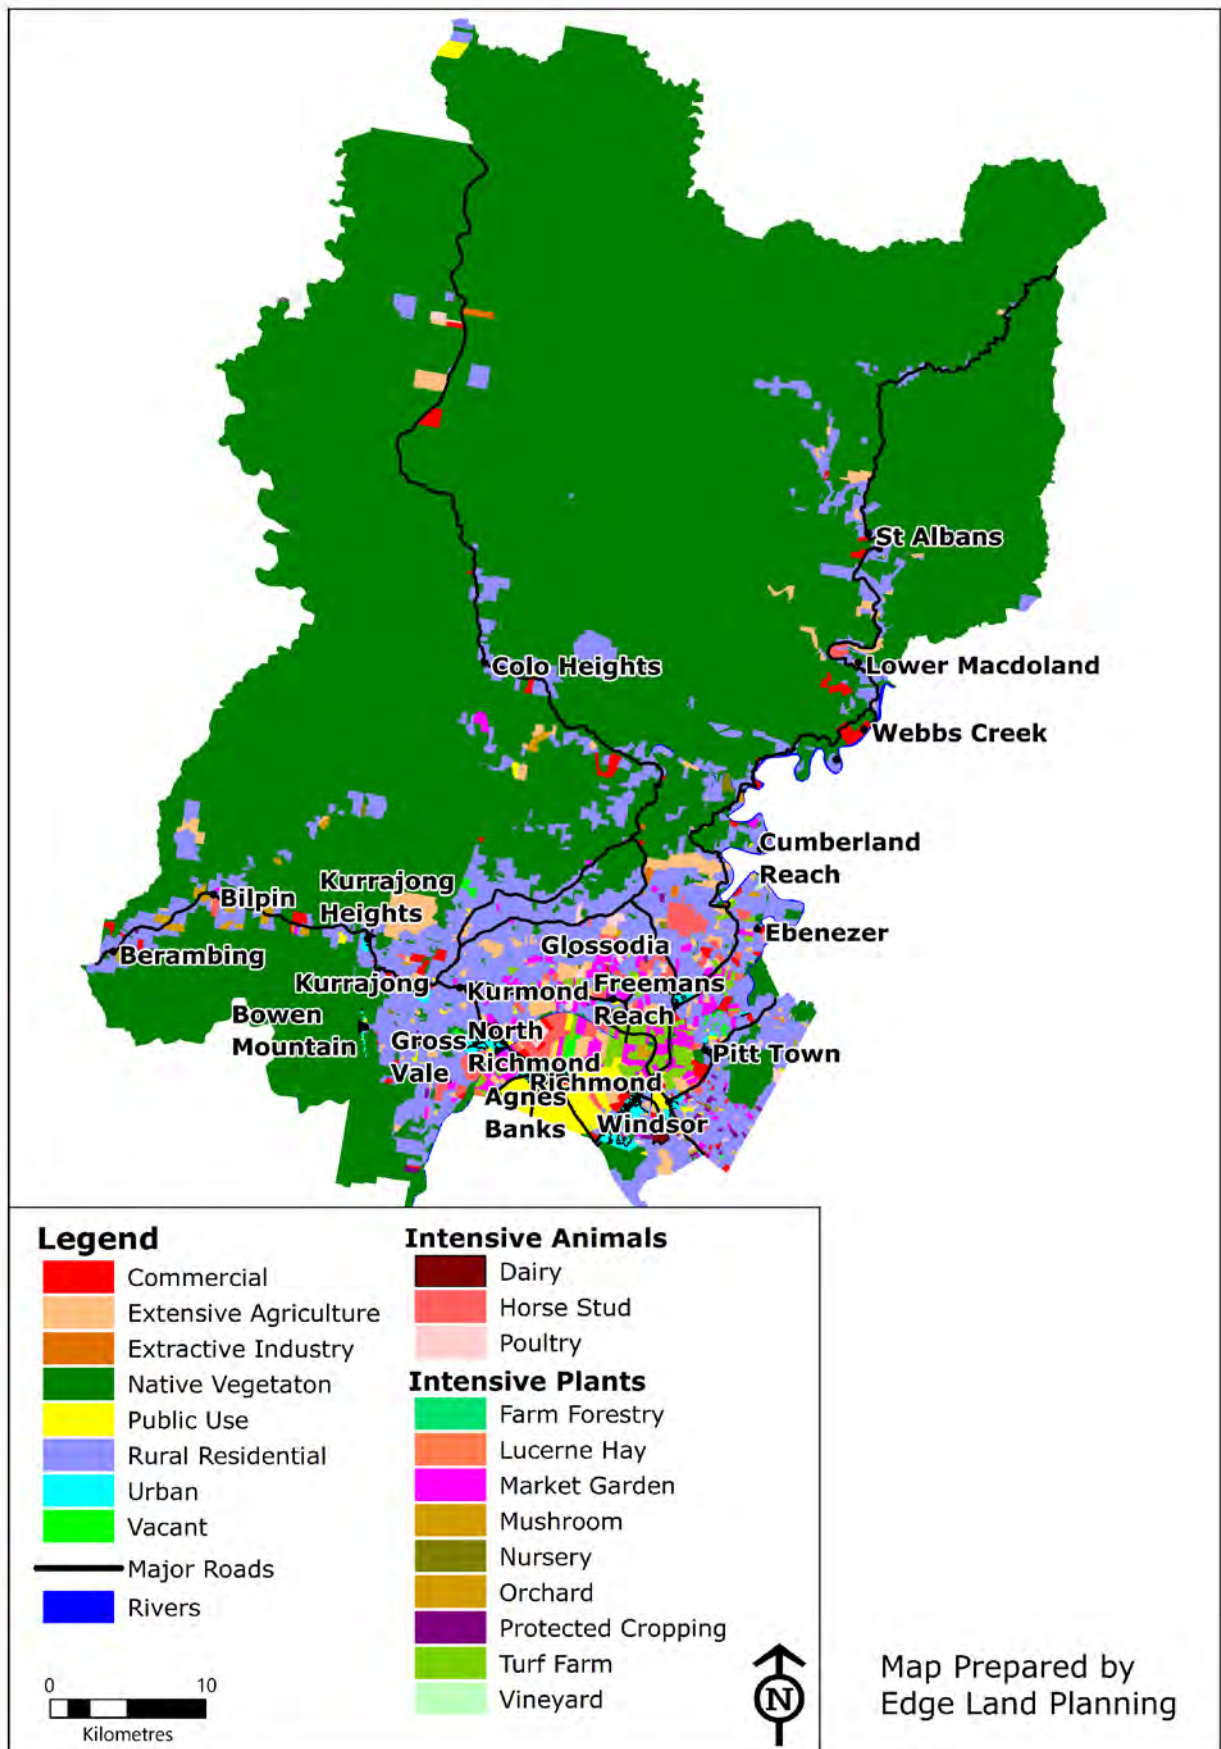 St Albans
Colo Heights
Lower Macdoland
Webbs Creek
Cumberland
Reach
Kurrajong
Heights
Bilpin
Ebenezer
Glossodia
Berambing
Kurrajong
Kurmond
Freemans
Reach
Bowen
Mountain
North
Richmond
Gross
Vale
Pitt Town
Richmond
Agnes
Banks
Windsor
Legend
Commercial
Extensive Agriculture
Extractive Industry
Native Vegetaton
Public Use
Rural Residential
Urban
Vacant
Major Roads
Rivers
0 10
Kilometres
Intensive Animals
Dairy
Horse Stud
Poultry
Intensive Plants
Farm Forestry
Lucerne Hay
Market Garden
Mushroom
Nursery
Orchard
Protected Cropping
Turf Farm
Vineyard
N
Map Prepared by
Edge Land Planning